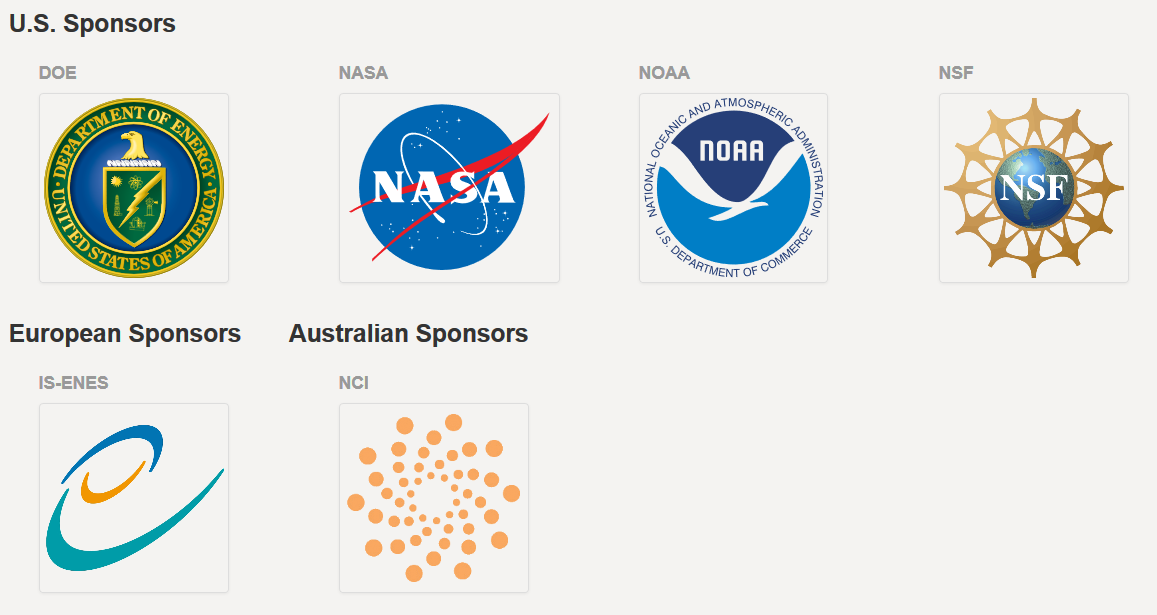 U.S. Sponsors
DOE
NASA
NOAA
NSF
DEPARTMENT OF ENERGY
UNITED STATES OF AMERICA
NASA
NATIONAL OCEANIC AND ATMOSPHERIC ADMINISTRATION
NOAA
U.S. DEPARTMENT OF COMMERCE
NSF
European Sponsors
Australian Sponsors
IS-ENES
NCI